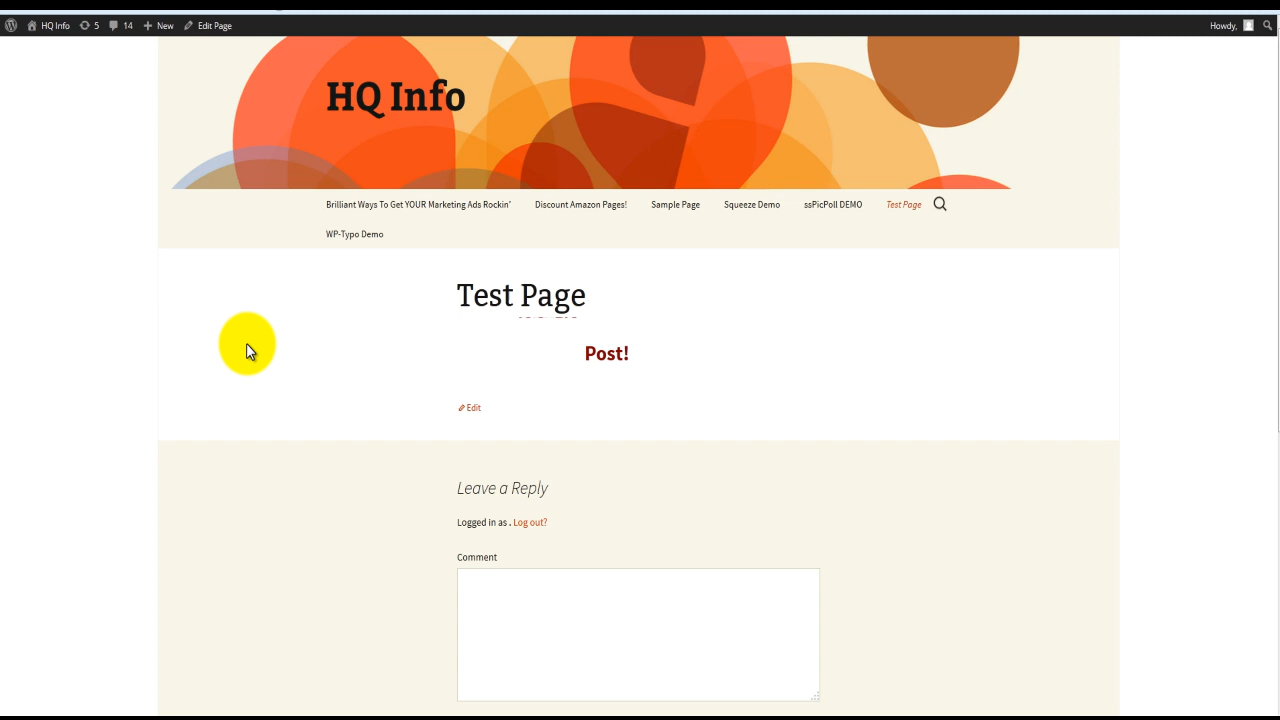 HQ Info 5 14 New Edit Page Howdy,
HQ Info
Brilliant Ways To Get YOUR Marketing Ads Rockin' Discount Amazon Pages! Sample Page Squeeze Demo ssPicPoll DEMO Test Page
WP-Typo Demo
Test Page
Post!
Edit
Leave a Reply
Logged in as . Log out?
Comment